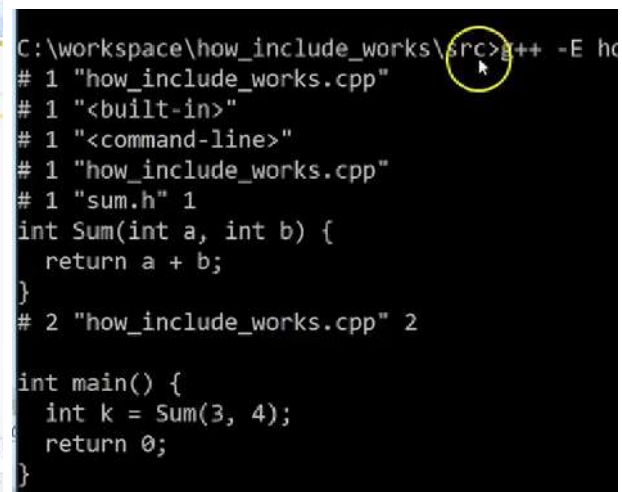 C:\workspace\how_include_works\src>g++ -E ho
# 1 "how_include_works.cpp"
# 1 "<built-in>"
# 1 "<command-line>"
# 1 "how_include_works.cpp"
# 1 "sum.h" 1
int Sum(int a, int b) {
  return a + b;
}
# 2 "how_include_works.cpp" 2

int main() {
  int k = Sum(3, 4);
  return 0;
}